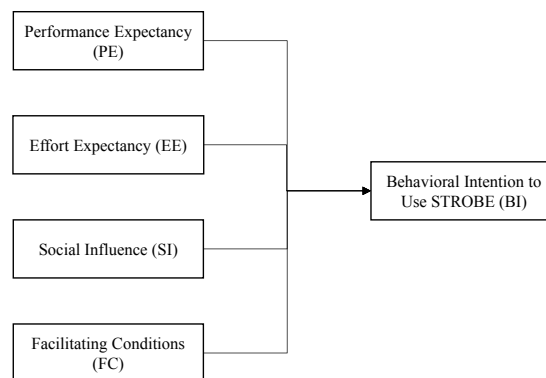 Performance Expectancy
(PE)
Effort Expectancy (EE)
Social Influence (SI)
Facilitating Conditions
(FC)
Behavioral Intention to
Use STROBE (BI)